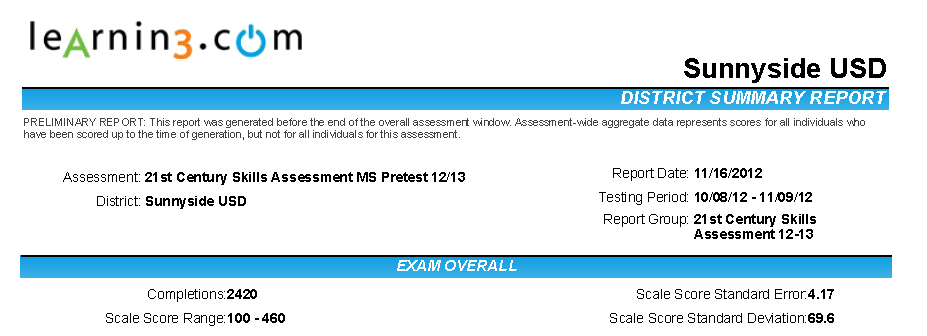 learning.com
Sunnyside USD
DISTRICT SUMMARY REPORT
PRELIMINARY REPORT: This report was generated before the end of the overall assessment window. Assessment-wide aggregate data represents scores for all individuals who
have been scored up to the time of generation, but not for all individuals for this assessment.
Assessment: 21st Century Skills Assessment MS Pretest 12/13
District: Sunnyside USD
Report Date: 11/16/2012
Testing Period: 10/08/12 - 11/09/12
Report Group: 21st Century Skills
Assessment 12-13
EXAM OVERALL
Completions:2420
Scale Score Range:100 - 460
Scale Score Standard Error:4.17
Scale Score Standard Deviation:69.6